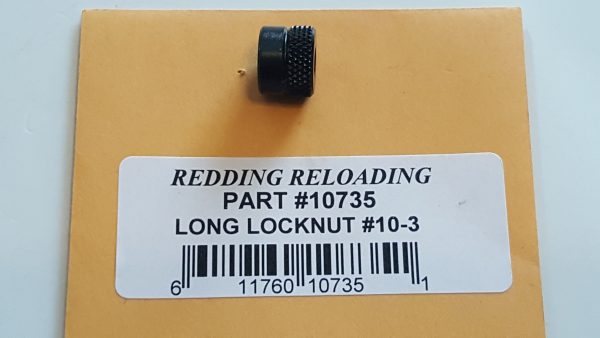 REDDING RELOADING
PART #10735
LONG LOCKNUT #10-3
6 11760 10735 1